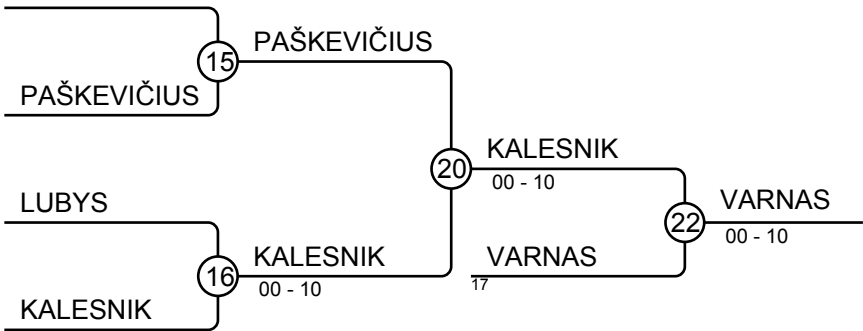 PAŠKEVIČIUS
15
PAŠKEVIČIUS
KALESNIK
20
00 - 10
LUBYS
VARNAS
22
00 - 10
KALESNIK
VARNAS
16
00 - 10
17
KALESNIK